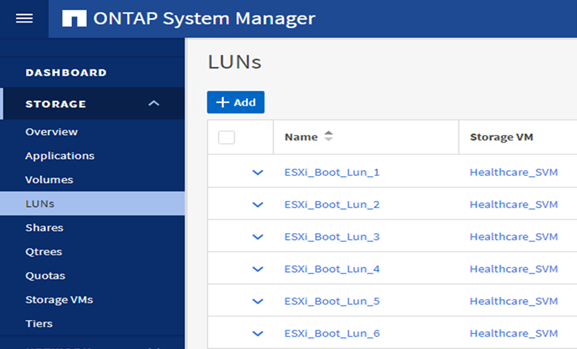 ONTAP System Manager
DASHBOARD
STORAGE
Overview
Applications
Volumes
LUNs
Shares
Qtrees
Quotas
Storage VMs
Tiers
LUNs
+ Add
Name Storage VM
ESXi_Boot_Lun_1 Healthcare_SVM
ESXi_Boot_Lun_2 Healthcare_SVM
ESXi_Boot_Lun_3 Healthcare_SVM
ESXi_Boot_Lun_4 Healthcare_SVM
ESXi_Boot_Lun_5 Healthcare_SVM
ESXi_Boot_Lun_6 Healthcare_SVM